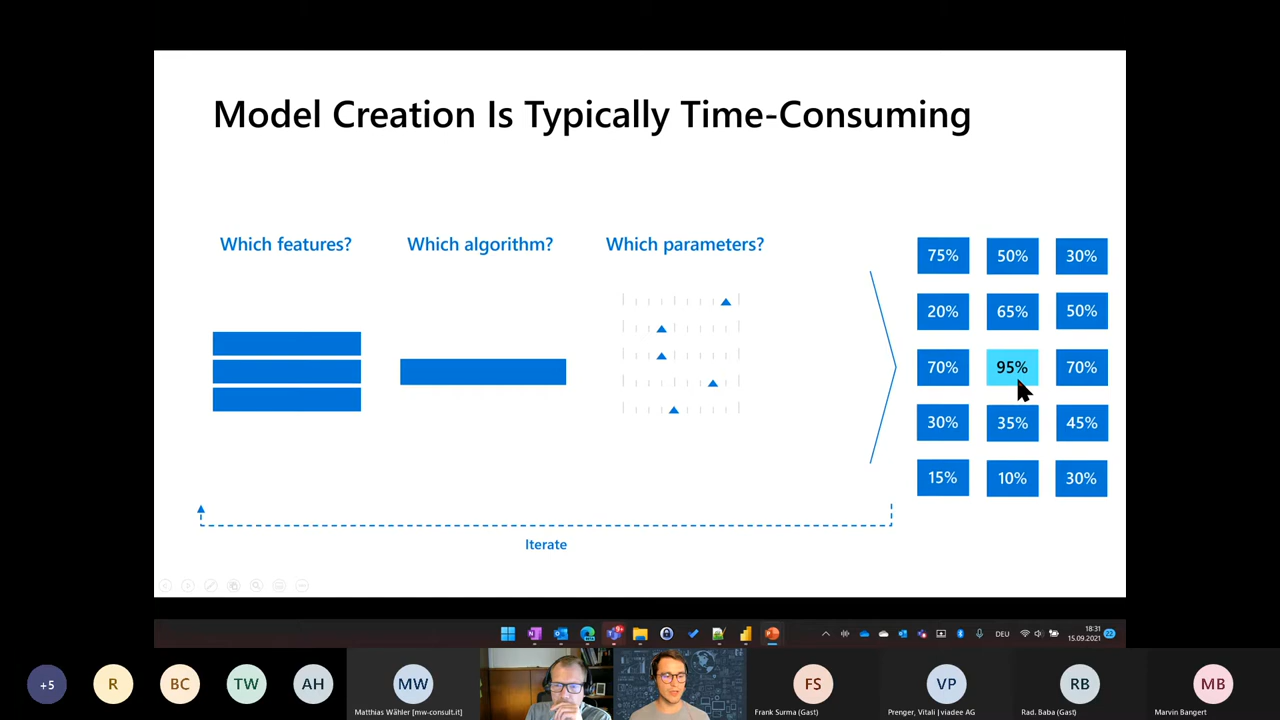 Model Creation Is Typically Time-Consuming
Which features?
Which algorithm?
Which parameters?
75% 50% 30%
20% 65% 50%
70% 95% 70%
30% 35% 45%
15% 10% 30%
Iterate
DEU
18:31
15.09.2021
22
+5
R
BC
TW
AH
MW
FS
VP
RB
MB
Matthias Wähler [mw-consult.it]
Frank Surma (Gast)
Prenger, Vitali | viadee AG
Rad. Baba (Gast)
Marvin Bangert